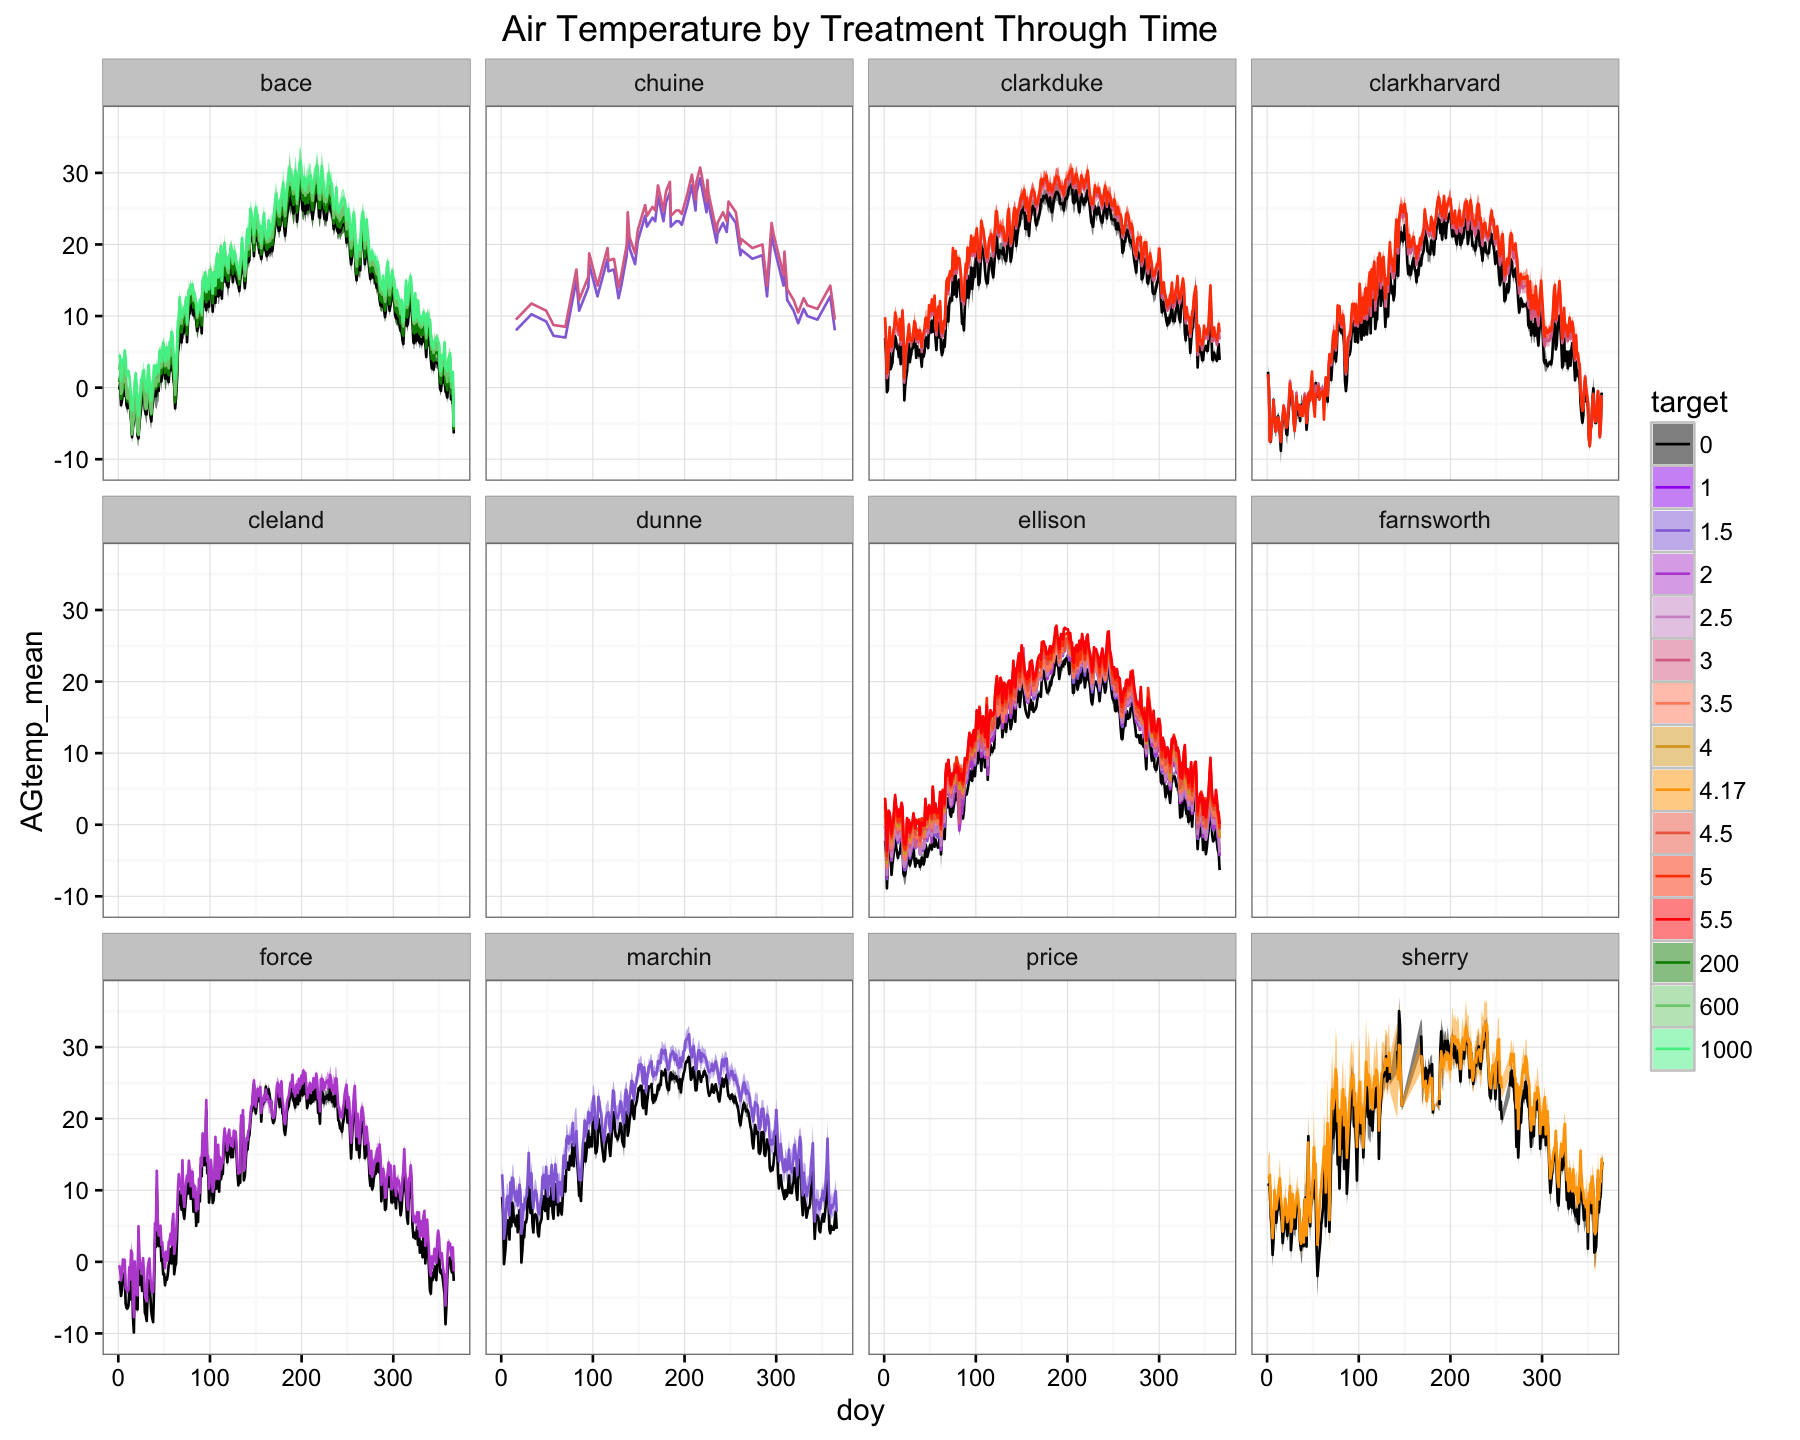 Air Temperature by Treatment Through Time
bace
chuine
clarkduke
clarkharvard
30
20
10
0
-10
cleland
dunne
ellison
farnsworth
30
20
10
0
-10
force
marchin
price
sherry
30
20
10
0
-10
0 100 200 300
0 100 200 300
0 100 200 300
0 100 200 300
doy
AGtemp_mean
target
0
1
1.5
2
2.5
3
3.5
4
4.17
4.5
5
5.5
200
600
1000